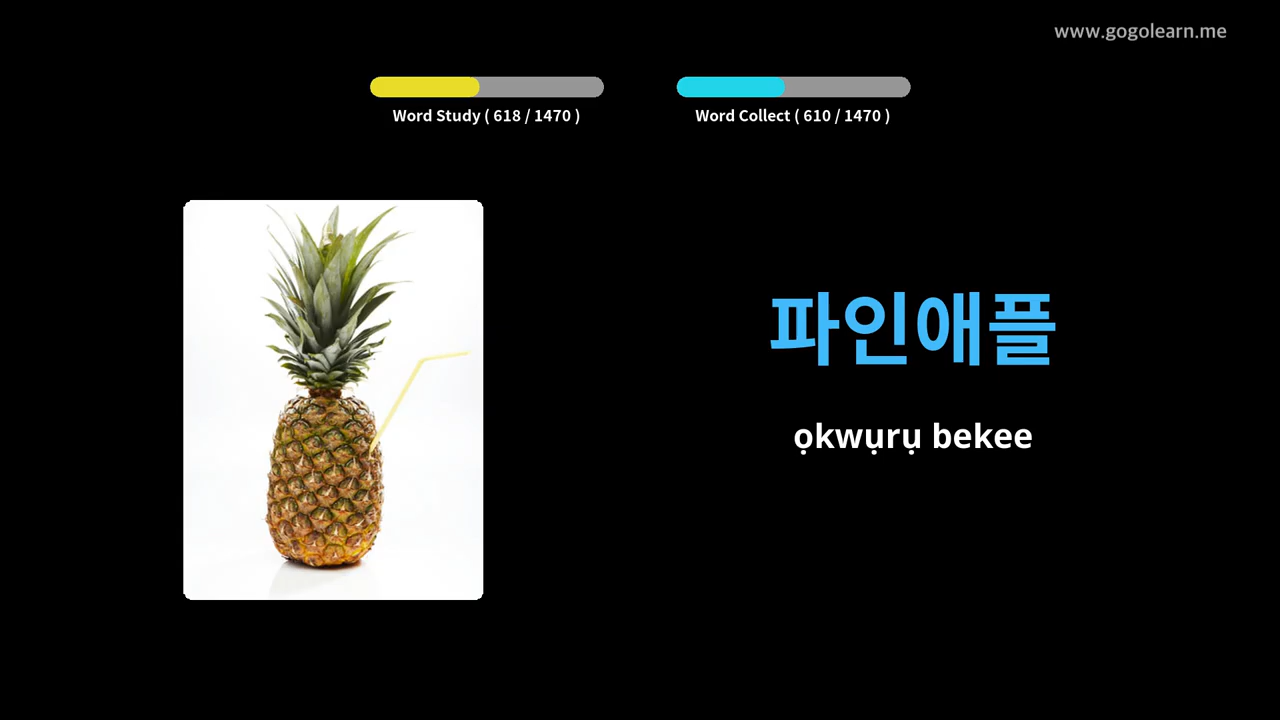 www.gogolearn.me
Word Study ( 618 / 1470 )
Word Collect ( 610 / 1470 )
파인애플
ọkwụrụ bekee